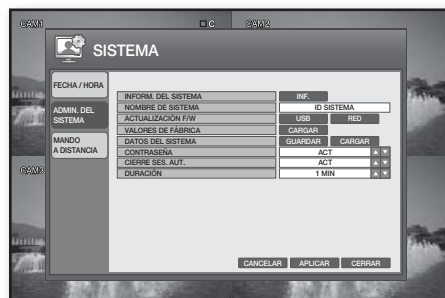 CAM1 C CAM2
SISTEMA
FECHA / HORA
ADMIN. DEL
SISTEMA
MANDO
A DISTANCIA
INFORM. DEL SISTEMA INF.
NOMBRE DE SISTEMA ID SISTEMA
ACTUALIZACIÓN F/W USB RED
VALORES DE FÁBRICA CARGAR
DATOS DEL SISTEMA GUARDAR CARGAR
CONTRASEÑA ACT
CIERRE SES. AUT. ACT
DURACIÓN 1 MIN
CAM3
CANCELAR APLICAR CERRAR